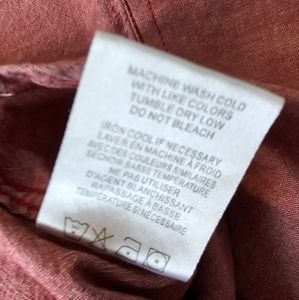 MACHINE WASH COLD
WITH LIKE COLORS
TUMBLE DRY LOW
DO NOT BLEACH
IRON COOL IF NECESSARY
LAVER EN MACHINE A FROID
AVEC DES COULEURS SIMILAIRES
SÉCHOIR BASSE TEMPÉRATURE
NE PAS UTILISER
D'AGENT BLANCHISSANT
REPASSAGE À BASSE
TEMPÉRATURE SI NÉCESSAIRE